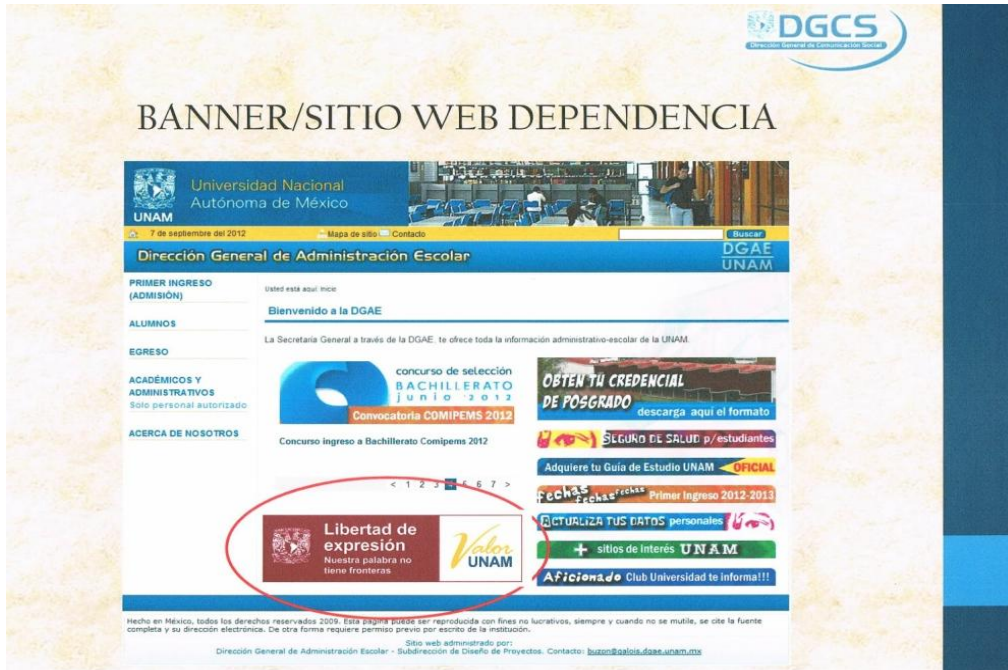 DGCS
Dirección General de Comunicación Social
BANNER/SITIO WEB DEPENDENCIA
UNAM
Universidad Nacional
Autónoma de México
7 de septiembre del 2012
Mapa de sitio
Contacto
Buscar
Dirección General de Administración Escolar
DGAE
UNAM
PRIMER INGRESO
(ADMISIÓN)
ALUMNOS
EGRESO
ACADÉMICOS Y
ADMINISTRATIVOS
Solo personal autorizado
ACERCA DE NOSOTROS
Usted está aquí: Inicio
Bienvenido a la DGAE
La Secretaría General a través de la DGAE, te ofrece toda la información administrativo-escolar de la UNAM.
concurso de selección
BACHILLERATO
junio 2012
Convocatoria COMIPEMS 2012
Concurso ingreso a Bachillerato Comipems 2012
< 1 2 3 4 5 6 7 >
Libertad de
expresión
Nuestra palabra no
tiene fronteras
Valor
UNAM
OBTEN TU CREDENCIAL
DE POSGRADO
descarga aquí el formato
SEGURO DE SALUD p/estudiantes
Adquiere tu Guía de Estudio UNAM OFICIAL
fechas fechas fechas Primer Ingreso 2012-2013
ACTUALIZA TUS DATOS personales
+ sitios de interés UNAM
Aficionado Club Universidad te informa!!!
Hecho en México, todos los derechos reservados 2009. Esta página puede ser reproducida con fines no lucrativos, siempre y cuando no se mutile, se cite la fuente
completa y su dirección electrónica. De otra forma requiere permiso previo por escrito de la institución.
Sitio web administrado por:
Dirección General de Administración Escolar - Subdirección de Diseño de Proyectos. Contacto: buzon@galois.dgae.unam.mx